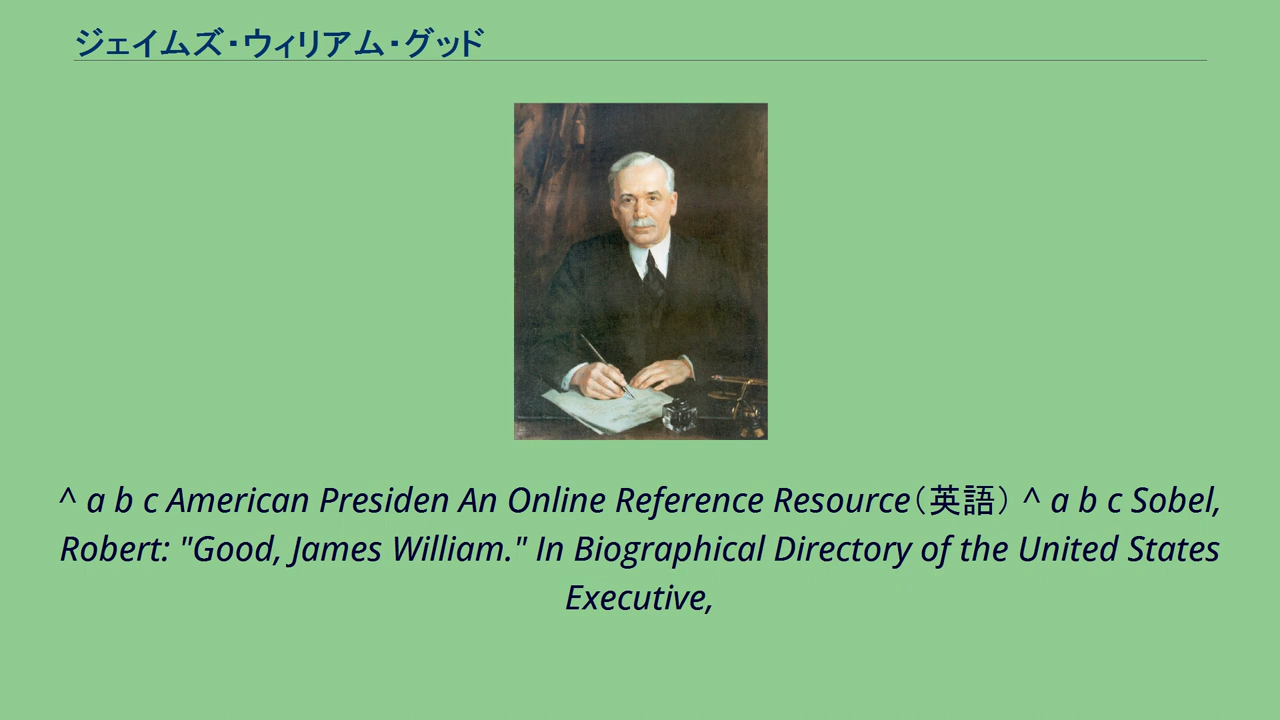 ジェイムズ・ウィリアム・グッド
^ a b c American Presiden An Online Reference Resource（英語） ^ a b c Sobel,
Robert: "Good, James William." In Biographical Directory of the United States
Executive,